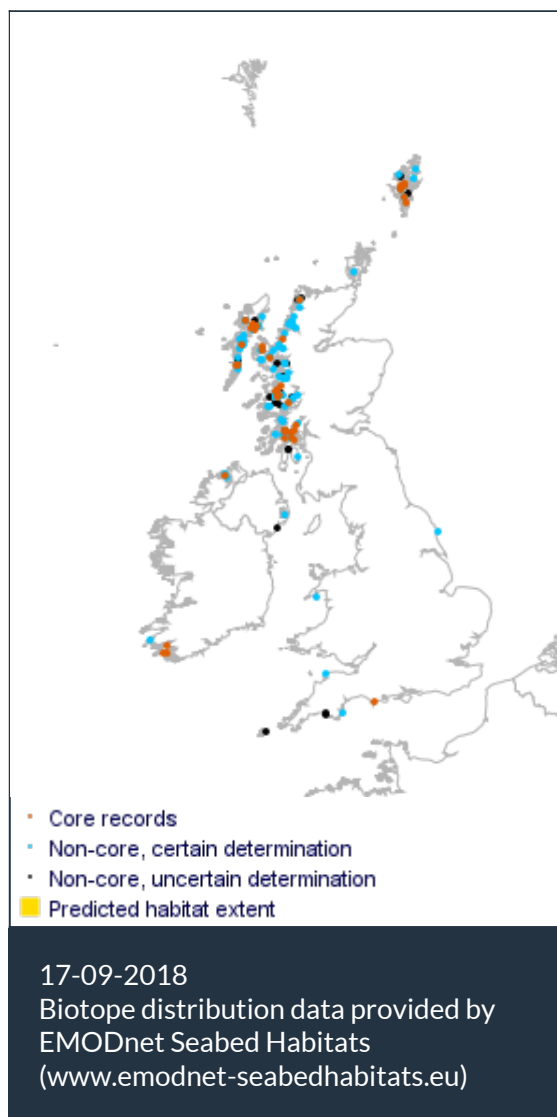 Core records
Non-core, certain determination
Non-core, uncertain determination
Predicted habitat extent
17-09-2018
Biotope distribution data provided by
EMODnet Seabed Habitats
(www.emodnet-seabedhabitats.eu)